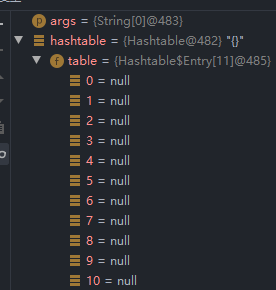 args = {String[0]@483}
hashtable = {Hashtable@482} "{}"
table = {Hashtable$Entry[11]@485}
0 = null
1 = null
2 = null
3 = null
4 = null
5 = null
6 = null
7 = null
8 = null
9 = null
10 = null